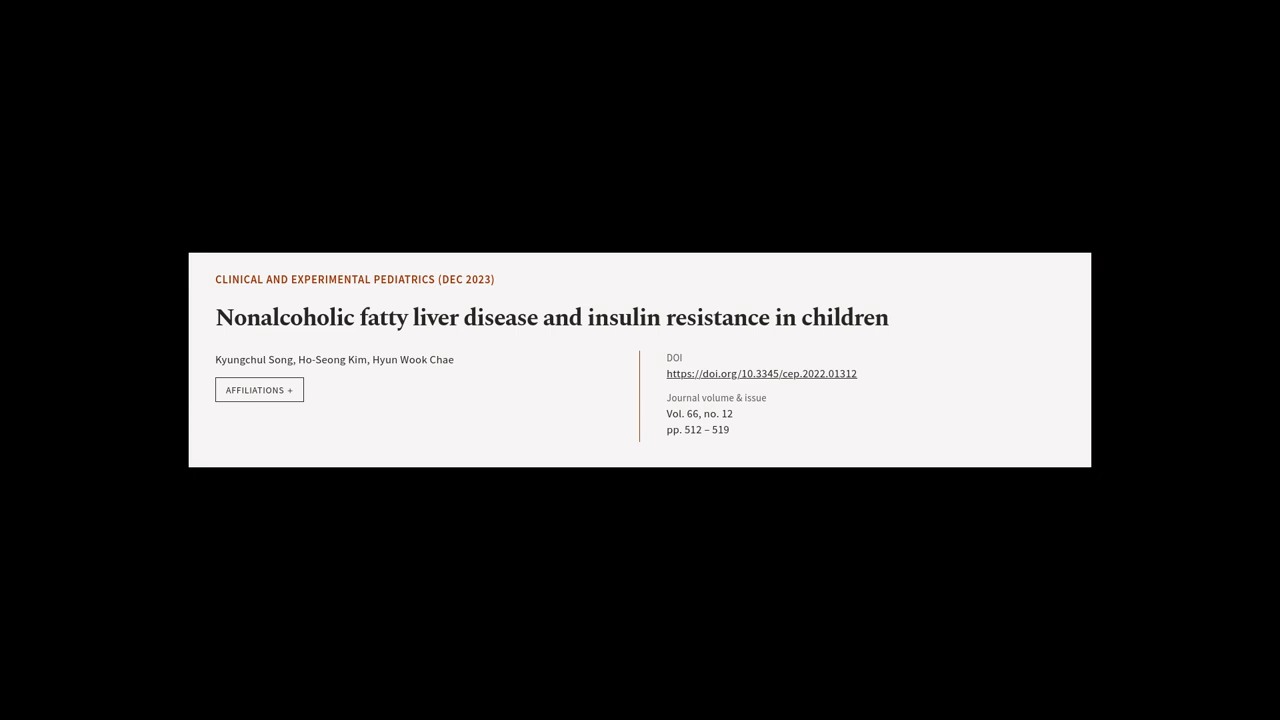 CLINICAL AND EXPERIMENTAL PEDIATRICS (DEC 2023)
Nonalcoholic fatty liver disease and insulin resistance in children
Kyungchul Song, Ho-Seong Kim, Hyun Wook Chae
AFFILIATIONS +
DOI
https://doi.org/10.3345/cep.2022.01312
Journal volume & issue
Vol. 66, no. 12
pp. 512 – 519